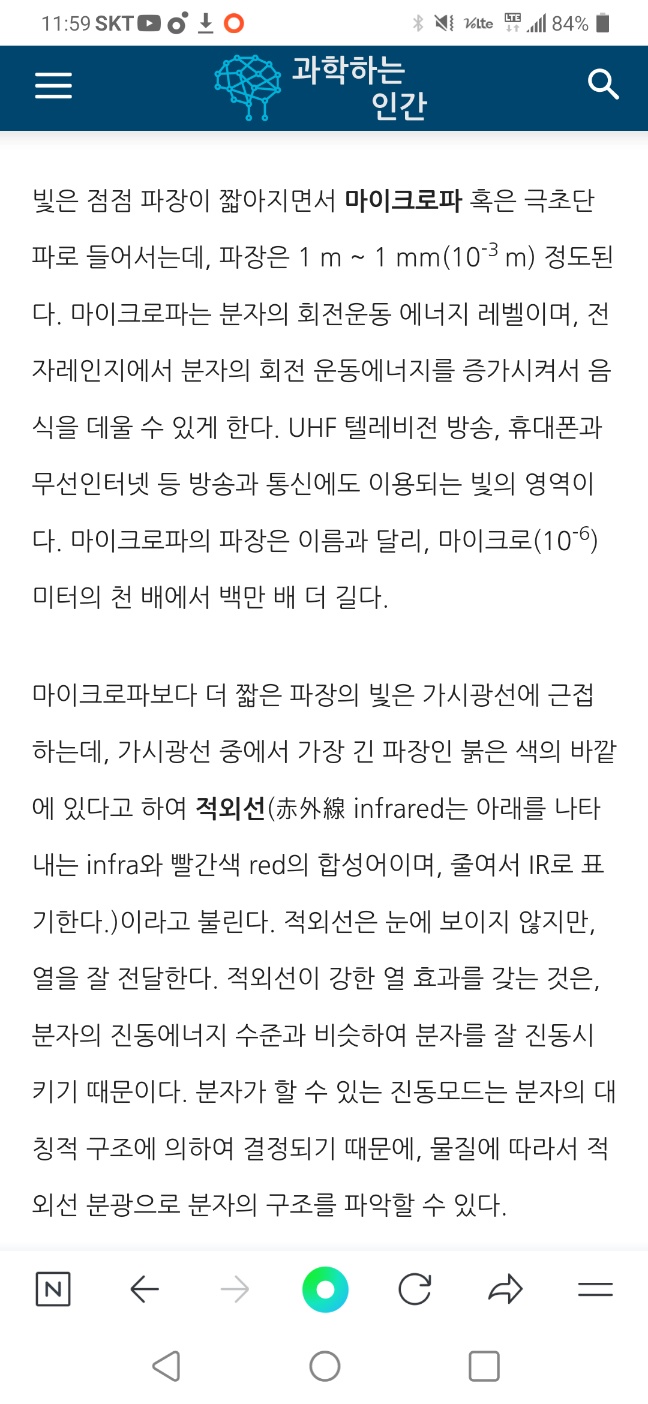 11:59 SKT VoLTE LTE 84%
과학하는
인간
빛은 점점 파장이 짧아지면서 마이크로파 혹은 극초단
파로 들어서는데, 파장은 1 m ~ 1 mm(10⁻³ m) 정도된
다. 마이크로파는 분자의 회전운동 에너지 레벨이며, 전
자레인지에서 분자의 회전 운동에너지를 증가시켜서 음
식을 데울 수 있게 한다. UHF 텔레비전 방송, 휴대폰과
무선인터넷 등 방송과 통신에도 이용되는 빛의 영역이
다. 마이크로파의 파장은 이름과 달리, 마이크로(10⁻⁶)
미터의 천 배에서 백만 배 더 길다.
마이크로파보다 더 짧은 파장의 빛은 가시광선에 근접
하는데, 가시광선 중에서 가장 긴 파장인 붉은 색의 바깥
에 있다고 하여 적외선(赤外線 infrared는 아래를 나타
내는 infra와 빨간색 red의 합성어이며, 줄여서 IR로 표
기한다.)이라고 불린다. 적외선은 눈에 보이지 않지만,
열을 잘 전달한다. 적외선이 강한 열 효과를 갖는 것은,
분자의 진동에너지 수준과 비슷하여 분자를 잘 진동시
키기 때문이다. 분자가 할 수 있는 진동모드는 분자의 대
칭적 구조에 의하여 결정되기 때문에, 물질에 따라서 적
외선 분광으로 분자의 구조를 파악할 수 있다.
N